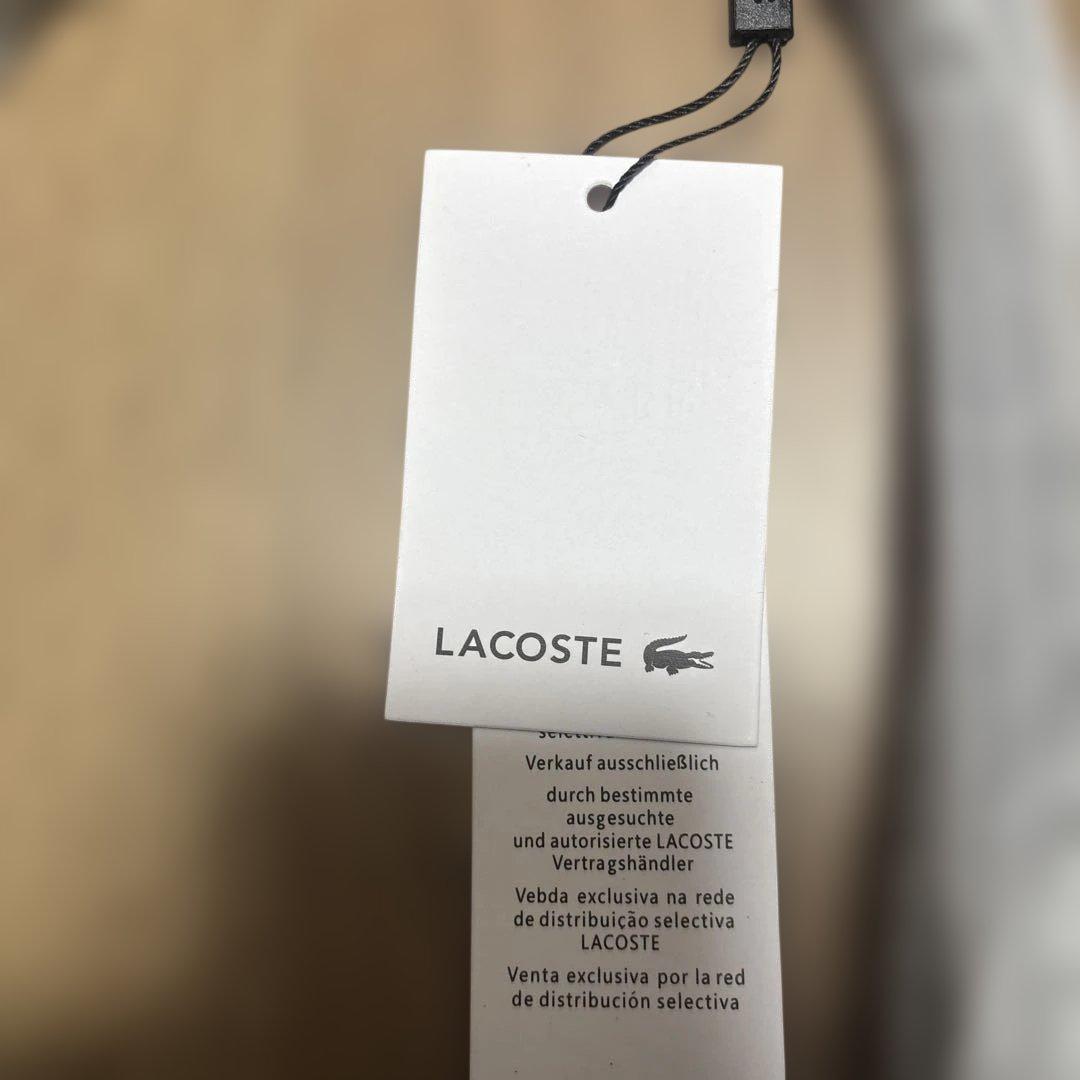 LACOSTE
Verkauf ausschließlich
durch bestimmte
ausgesuchte
und autorisierte LACOSTE
Vertragshändler
Vebda exclusiva na rede
de distribuição selectiva
LACOSTE
Venta exclusiva por la red
de distribución selectiva